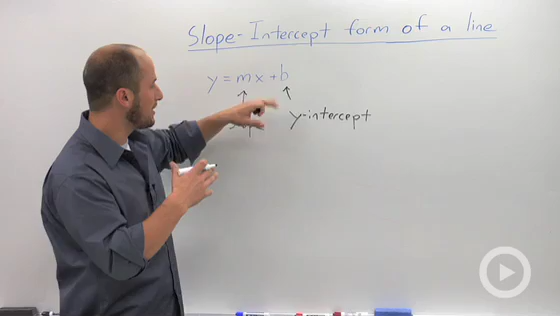 Slope-Intercept form of a line
y = mx + b
y-intercept